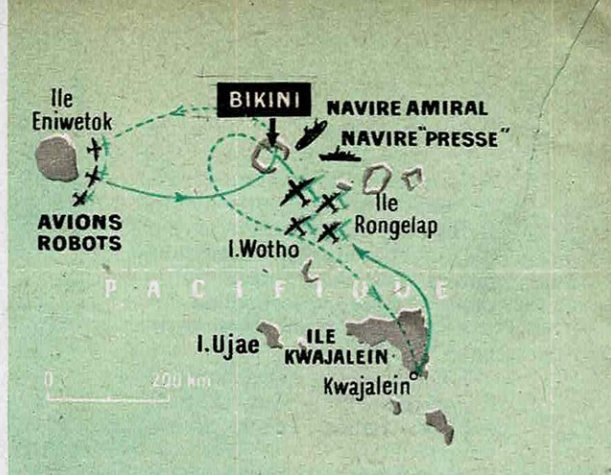 Ile
Eniwetok
BIKINI
NAVIRE AMIRAL
NAVIRE "PRESSE"
AVIONS
ROBOTS
Ile
Rongelap
I.Wotho
PACIFIQUE
I.Ujae
ILE
KWAJALEIN
Kwajalein
0 200 km